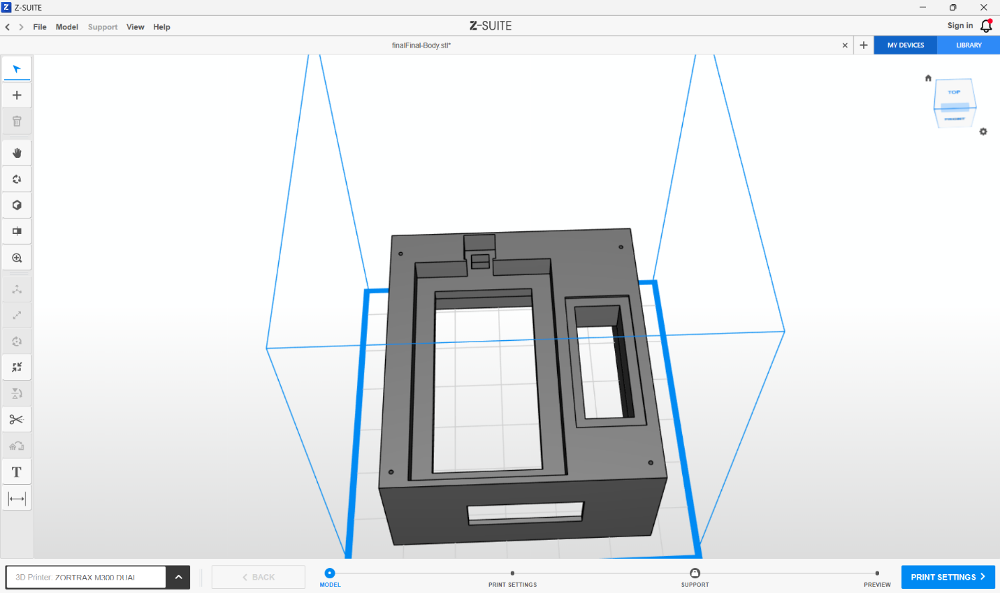 Z-SUITE
File Model Support View Help
Z-SUITE
Sign in
finalFinal-Body.stl*
MY DEVICES
LIBRARY
TOP
FRONT
T
3D Printer: ZORTRAX M300 DUAL
BACK
MODEL
PRINT SETTINGS
SUPPORT
PREVIEW
PRINT SETTINGS